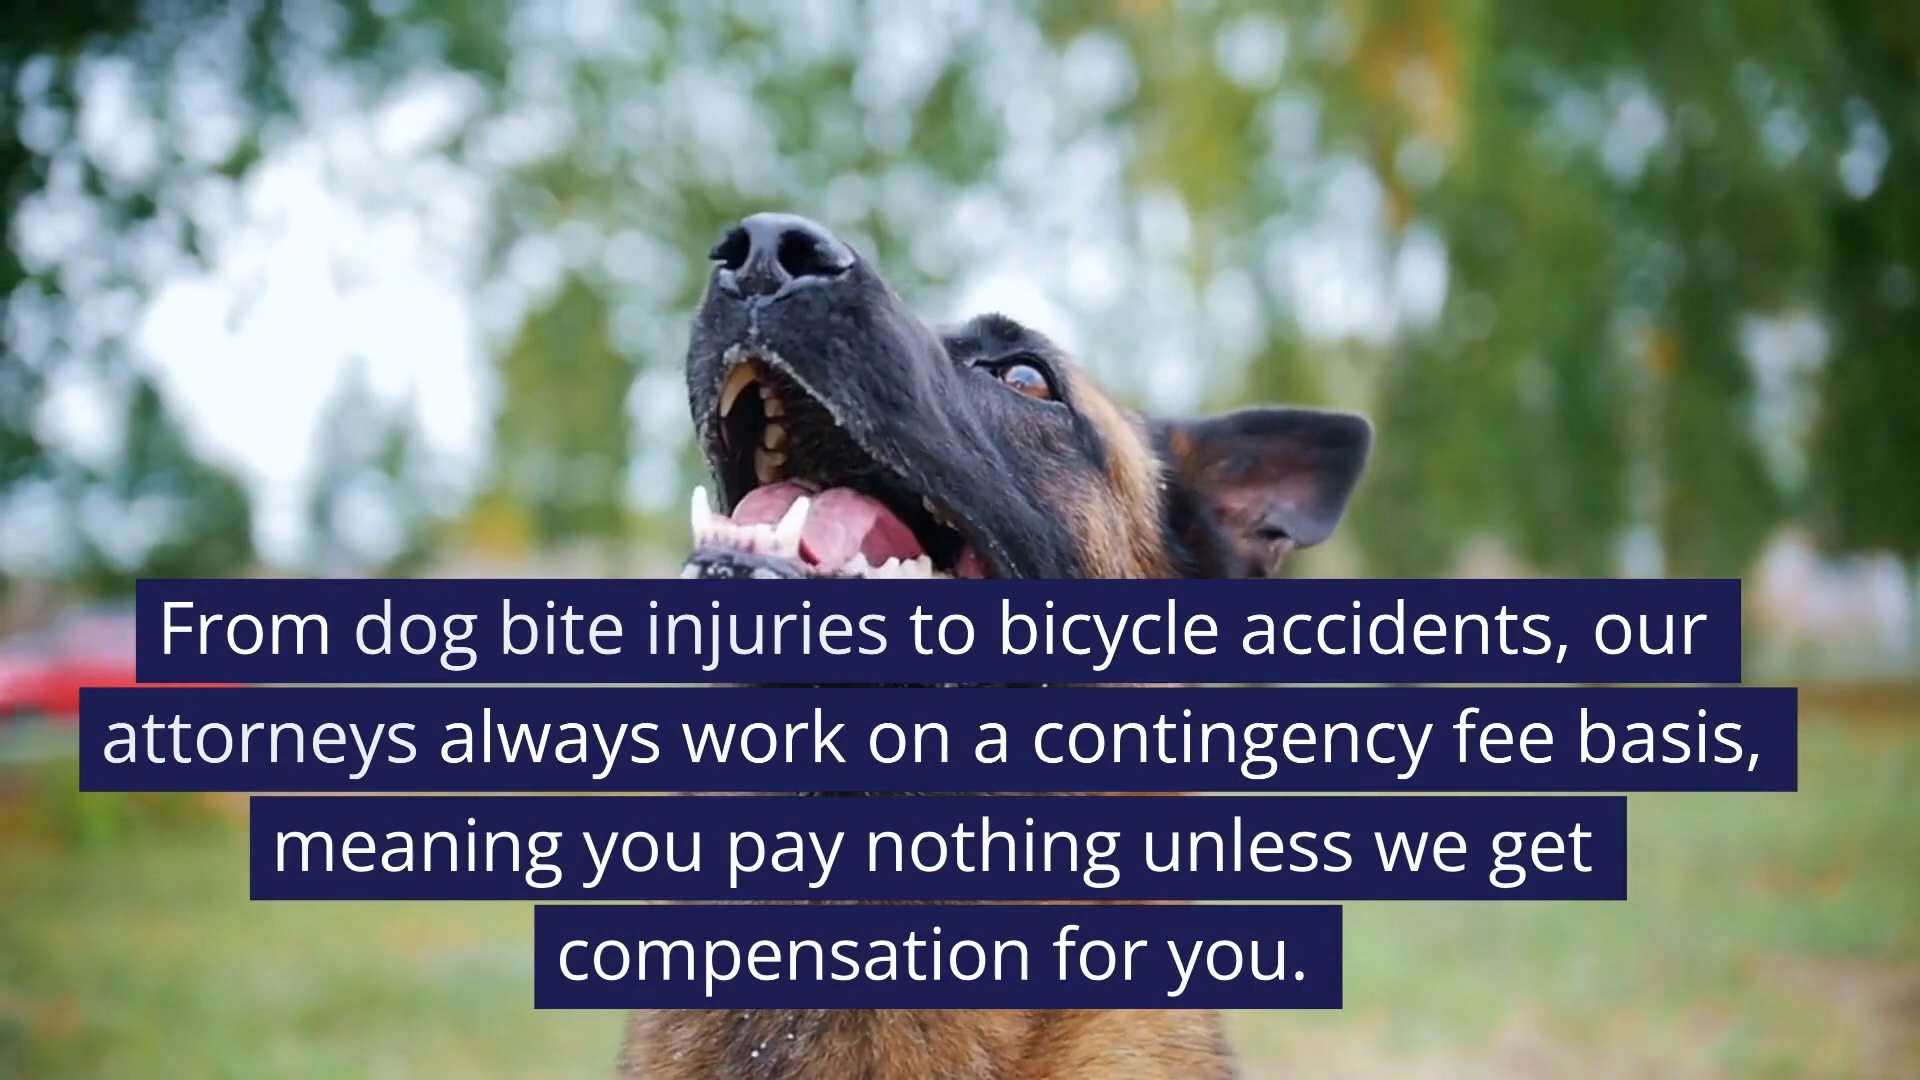 From dog bite injuries to bicycle accidents, our
attorneys always work on a contingency fee basis,
meaning you pay nothing unless we get
compensation for you.